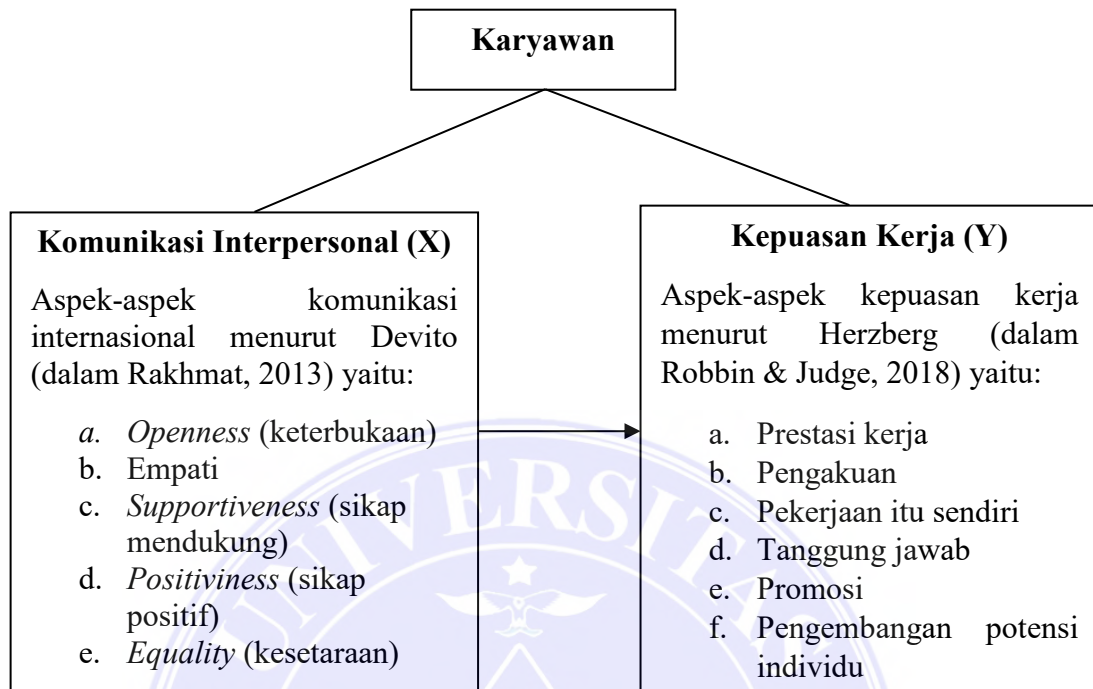 Karyawan
Komunikasi Interpersonal (X)
Aspek-aspek komunikasi
internasional menurut Devito
(dalam Rakhmat, 2013) yaitu:
a. Openness (keterbukaan)
b. Empati
c. Supportiveness (sikap
mendukung)
d. Positiviness (sikap
positif)
e. Equality (kesetaraan)
Kepuasan Kerja (Y)
Aspek-aspek kepuasan kerja
menurut Herzberg (dalam
Robbin & Judge, 2018) yaitu:
a. Prestasi kerja
b. Pengakuan
c. Pekerjaan itu sendiri
d. Tanggung jawab
e. Promosi
f. Pengembangan potensi
individu
UNIVERSITAS